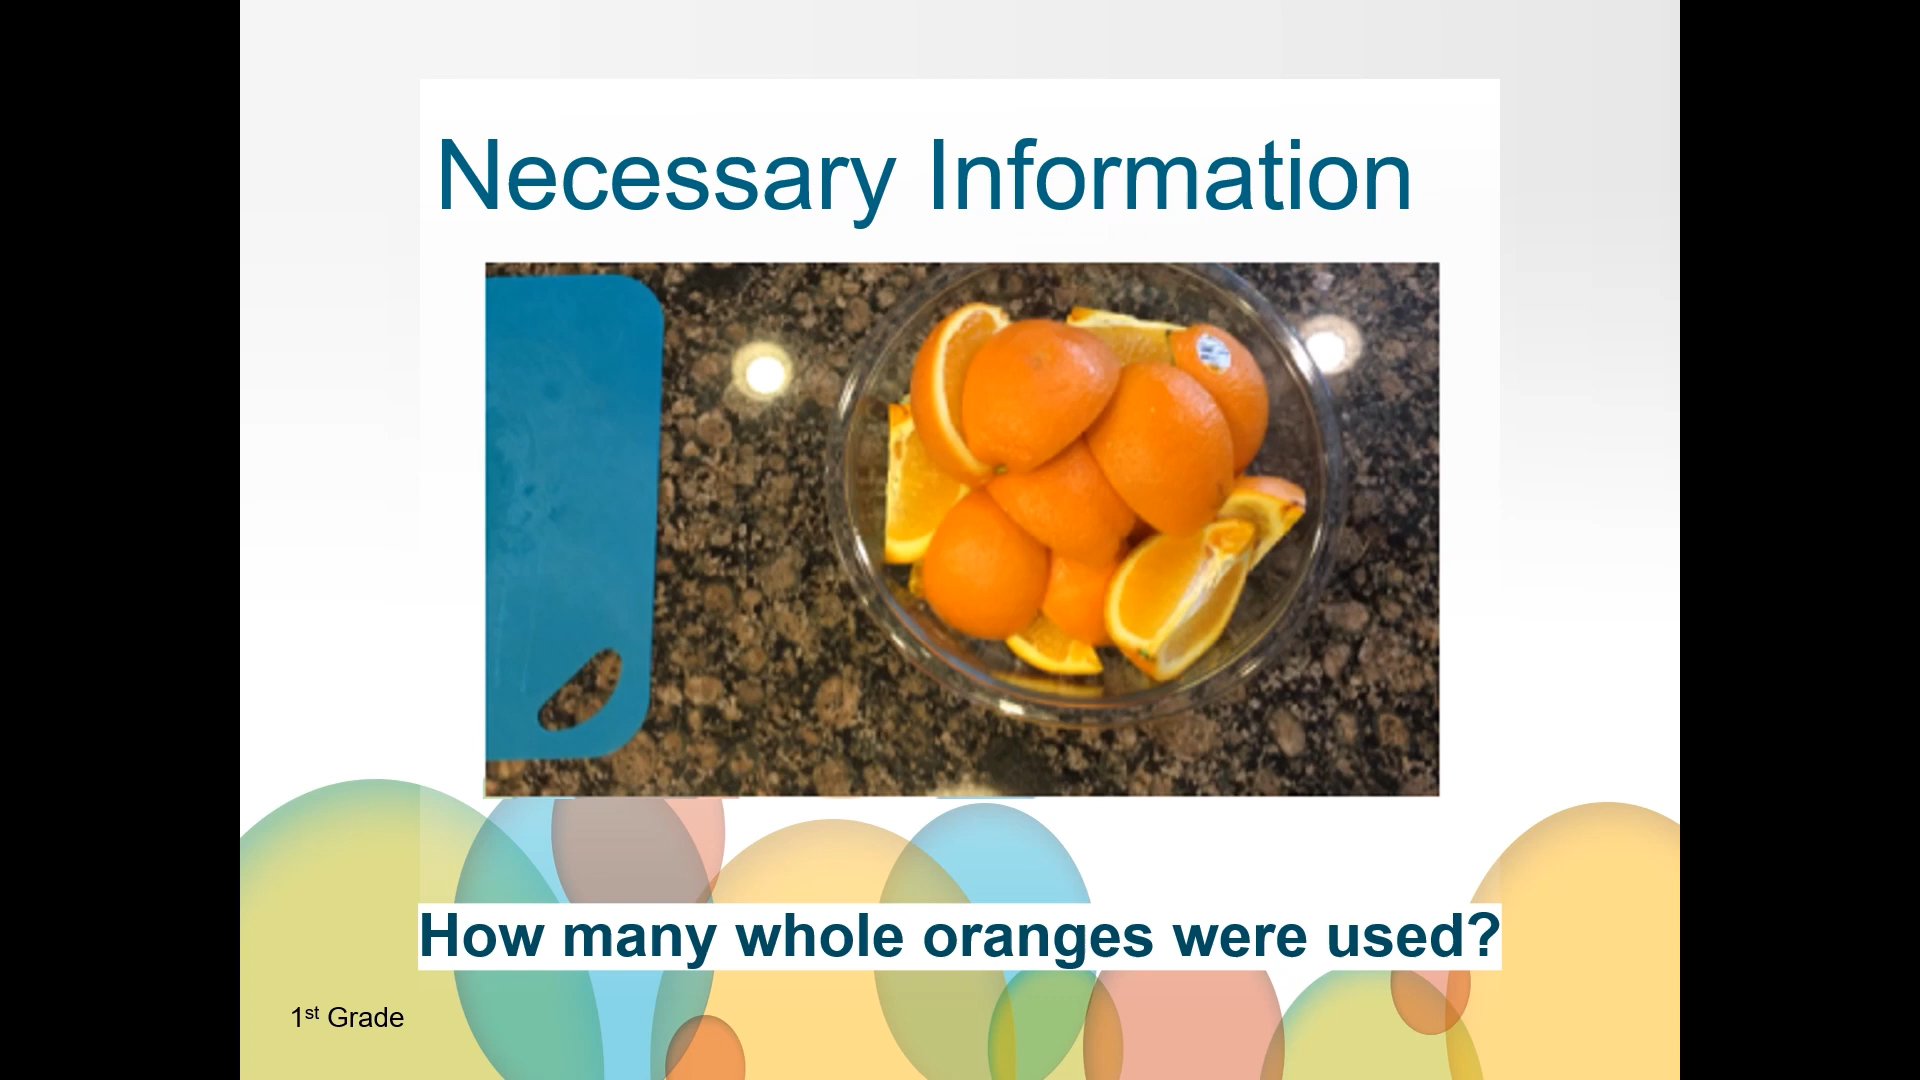 Necessary Information
How many whole oranges were used?
1st Grade